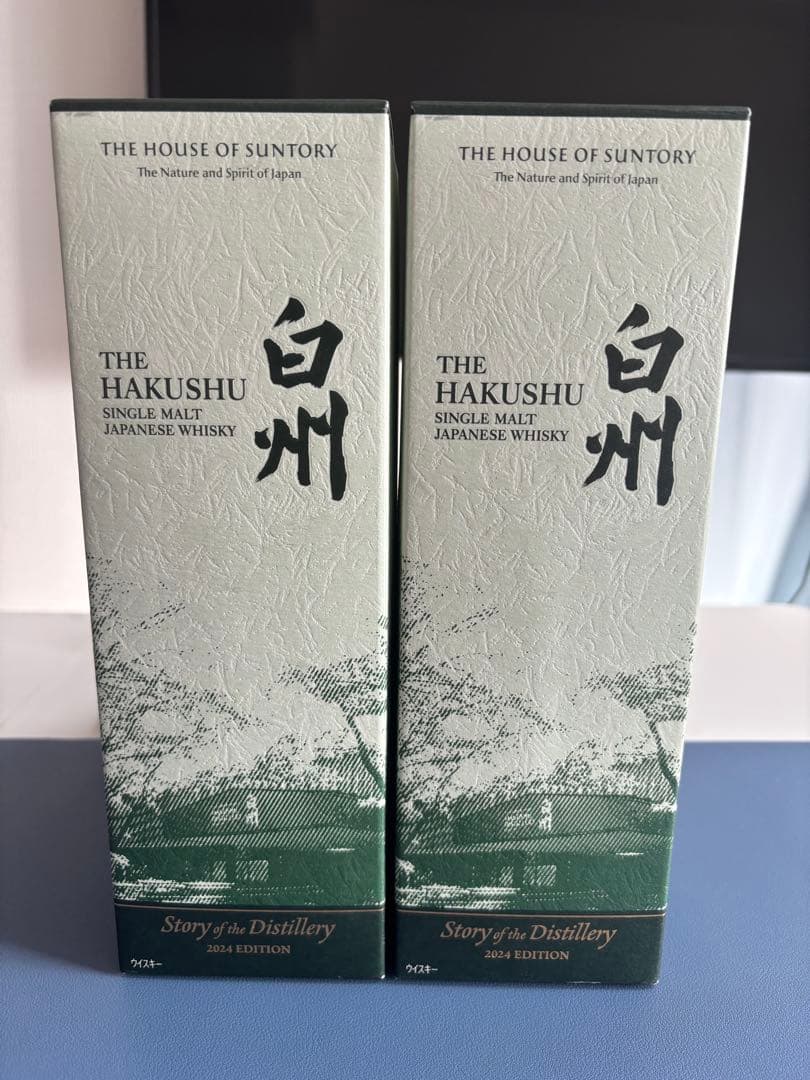 THE HOUSE OF SUNTORY
The Nature and Spirit of Japan
THE
HAKUSHU
SINGLE MALT
JAPANESE WHISKY
白州
Story of the Distillery
2024 EDITION
ウイスキー
THE HOUSE OF SUNTORY
The Nature and Spirit of Japan
THE
HAKUSHU
SINGLE MALT
JAPANESE WHISKY
白州
Story of the Distillery
2024 EDITION
ウイスキー